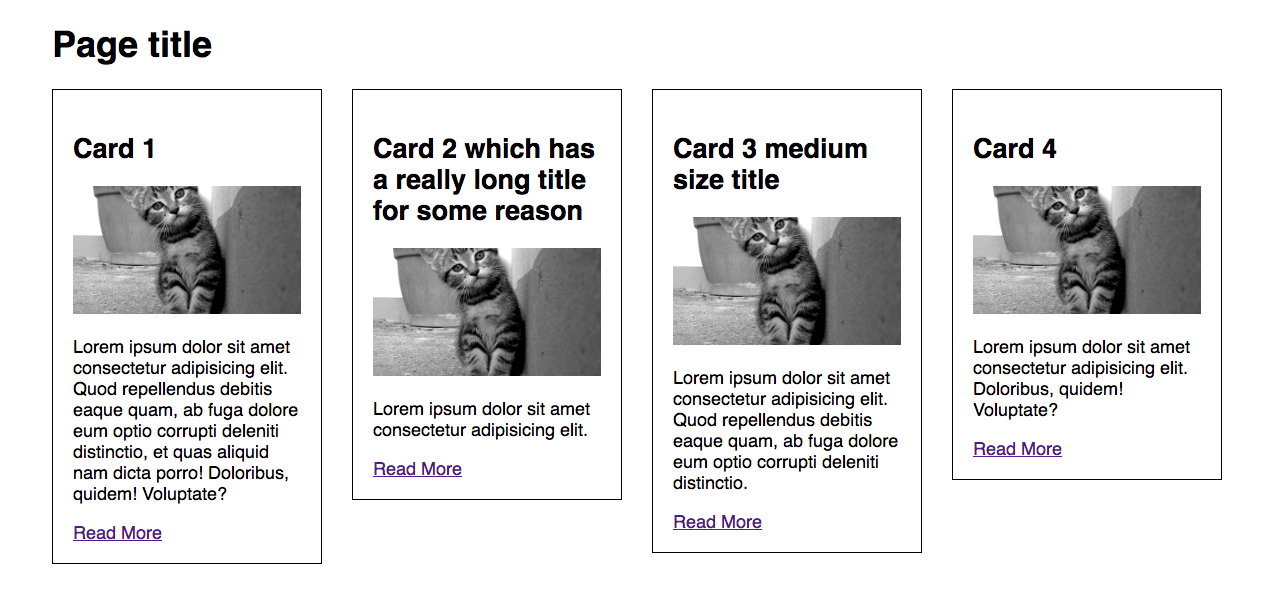 Page title
Card 1
Lorem ipsum dolor sit amet
consectetur adipisicing elit.
Quod repellendus debitis
eaque quam, ab fuga dolore
eum optio corrupti deleniti
distinctio, et quas aliquid
nam dicta porro! Doloribus,
quidem! Voluptate?
Read More
Card 2 which has
a really long title
for some reason
Lorem ipsum dolor sit amet
consectetur adipisicing elit.
Read More
Card 3 medium
size title
Lorem ipsum dolor sit amet
consectetur adipisicing elit.
Quod repellendus debitis
eaque quam, ab fuga dolore
eum optio corrupti deleniti
distinctio.
Read More
Card 4
Lorem ipsum dolor sit amet
consectetur adipisicing elit.
Doloribus, quidem!
Voluptate?
Read More